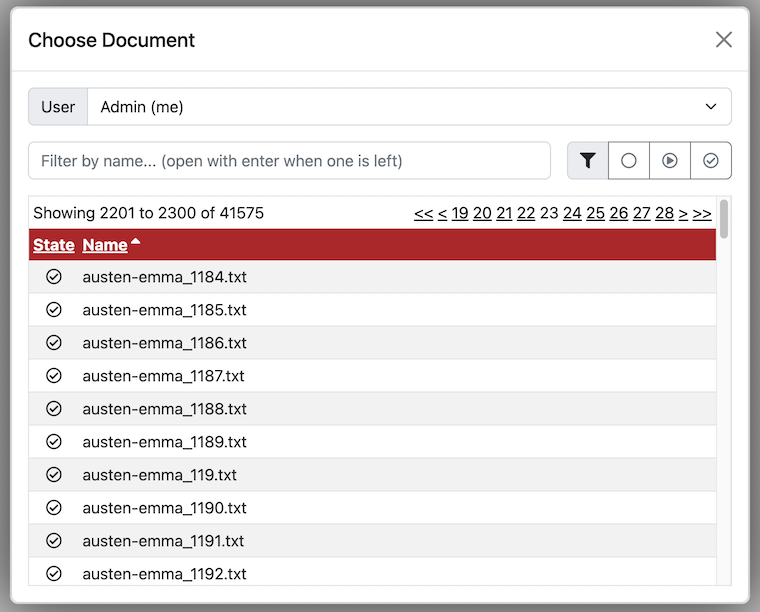 Choose Document
User Admin (me)
Filter by name... (open with enter when one is left)
Showing 2201 to 2300 of 41575 << < 19 20 21 22 23 24 25 26 27 28 > >>
State Name
austen-emma_1184.txt
austen-emma_1185.txt
austen-emma_1186.txt
austen-emma_1187.txt
austen-emma_1188.txt
austen-emma_1189.txt
austen-emma_119.txt
austen-emma_1190.txt
austen-emma_1191.txt
austen-emma_1192.txt